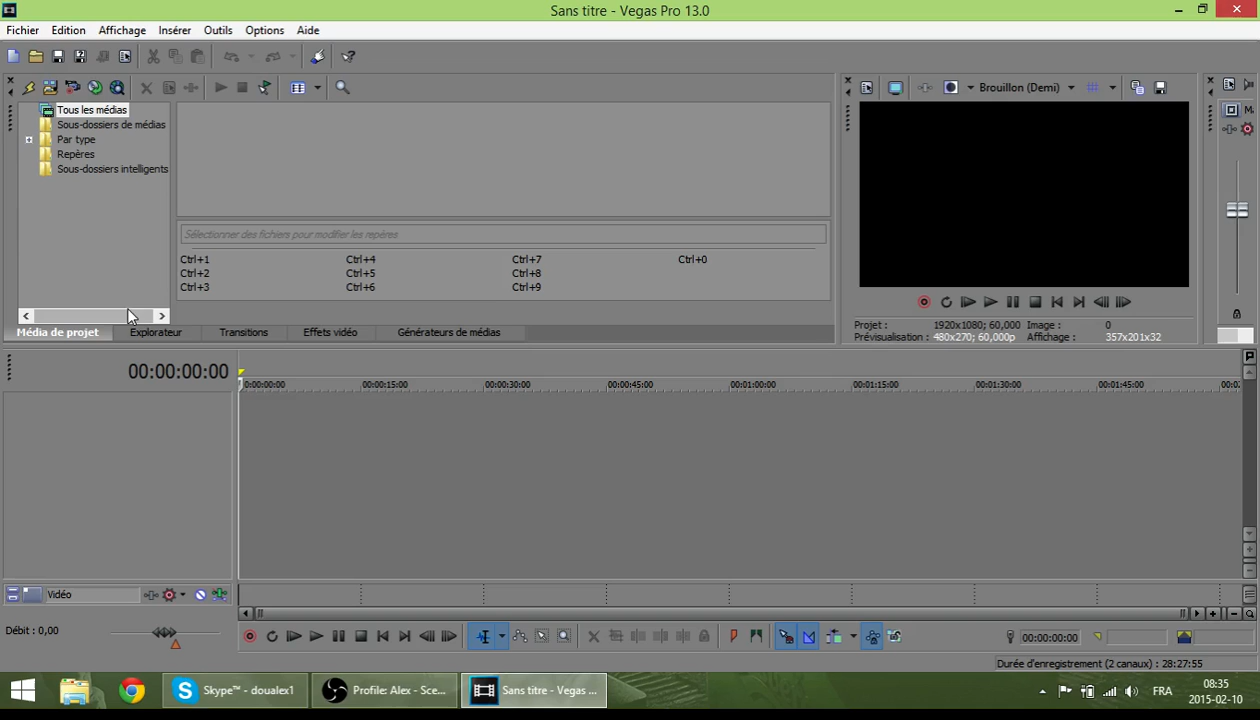 Sans titre - Vegas Pro 13.0
Fichier Edition Affichage Insérer Outils Options Aide
Brouillon (Demi)
Tous les médias
Sous-dossiers de médias
Par type
Repères
Sous-dossiers intelligents
Sélectionner des fichiers pour modifier les repères
Ctrl+1 Ctrl+4 Ctrl+7 Ctrl+0
Ctrl+2 Ctrl+5 Ctrl+8
Ctrl+3 Ctrl+6 Ctrl+9
Média de projet Explorateur Transitions Effets vidéo Générateurs de médias
Projet : 1920x1080; 60,000 Image : 0
Prévisualisation : 480x270; 60,000p Affichage : 357x201x32
00:00:00:00
0:00:00:00 00:00:15:00 00:00:30:00 00:00:45:00 00:01:00:00 00:01:15:00 00:01:30:00 00:01:45:00
Vidéo
Débit : 0,00
00:00:00:00
Durée d'enregistrement (2 canaux) : 28:27:55
Skype™ - doualex1 Profile: Alex - Sce... Sans titre - Vegas ... FRA
08:35
2015-02-10